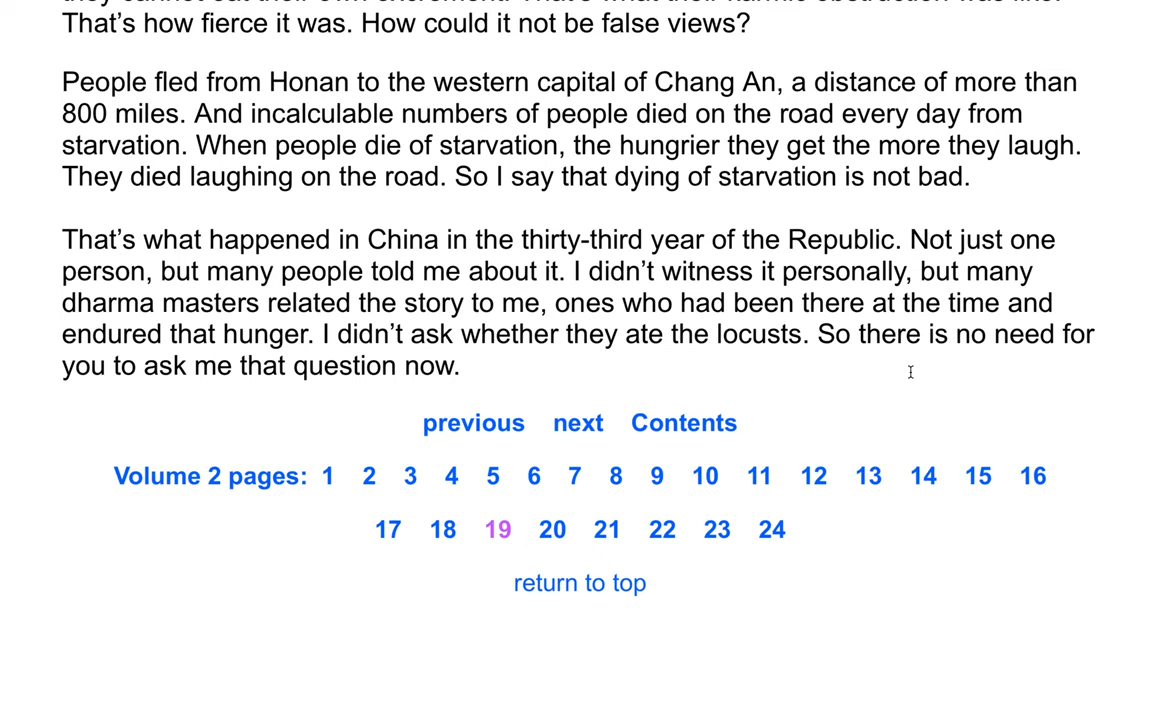 That’s how fierce it was. How could it not be false views?
People fled from Honan to the western capital of Chang An, a distance of more than
800 miles. And incalculable numbers of people died on the road every day from
starvation. When people die of starvation, the hungrier they get the more they laugh.
They died laughing on the road. So I say that dying of starvation is not bad.
That’s what happened in China in the thirty-third year of the Republic. Not just one
person, but many people told me about it. I didn’t witness it personally, but many
dharma masters related the story to me, ones who had been there at the time and
endured that hunger. I didn’t ask whether they ate the locusts. So there is no need for
you to ask me that question now.
previous next Contents
Volume 2 pages: 1 2 3 4 5 6 7 8 9 10 11 12 13 14 15 16
17 18 19 20 21 22 23 24
return to top